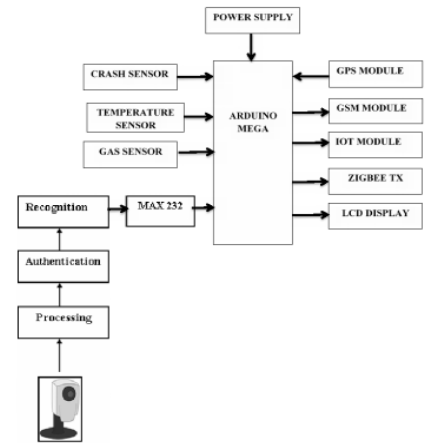 POWER SUPPLY
CRASH SENSOR
TEMPERATURE
SENSOR
GAS SENSOR
ARDUINO
MEGA
GPS MODULE
GSM MODULE
IOT MODULE
ZIGBEE TX
LCD DISPLAY
Recognition
MAX 232
Authentication
Processing